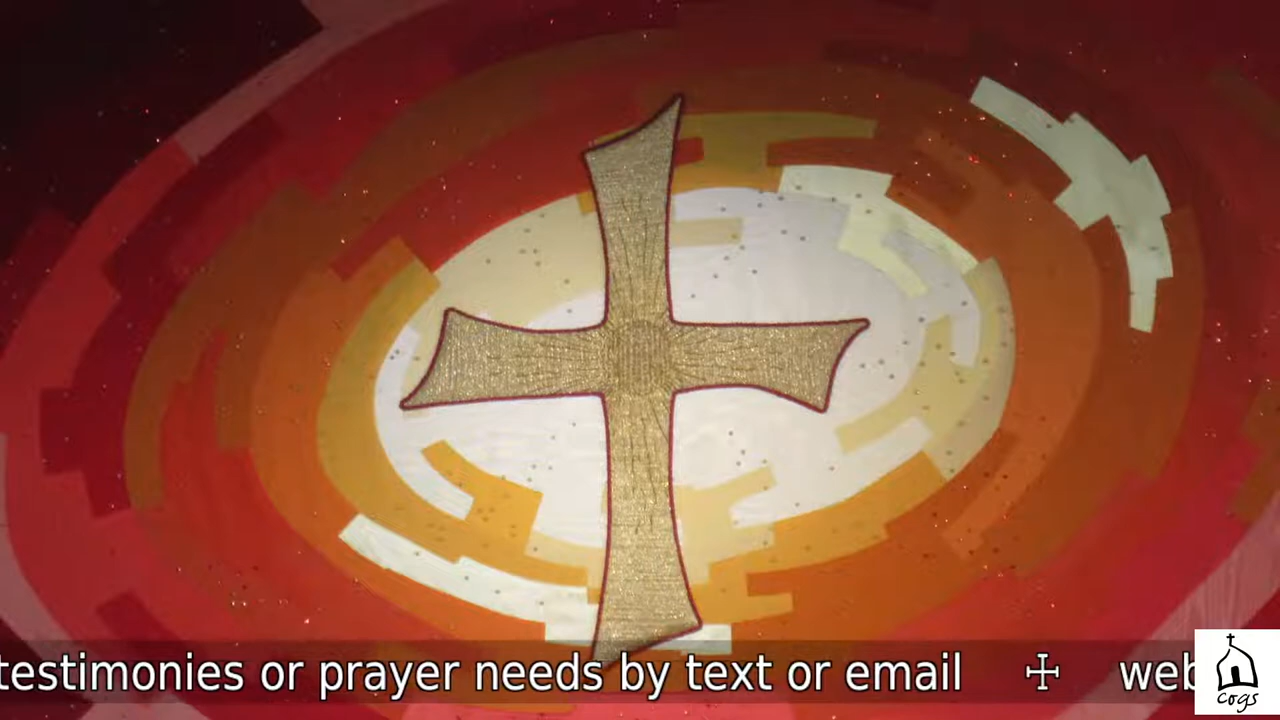 testimonies or prayer needs by text or email ☩ web
cogs